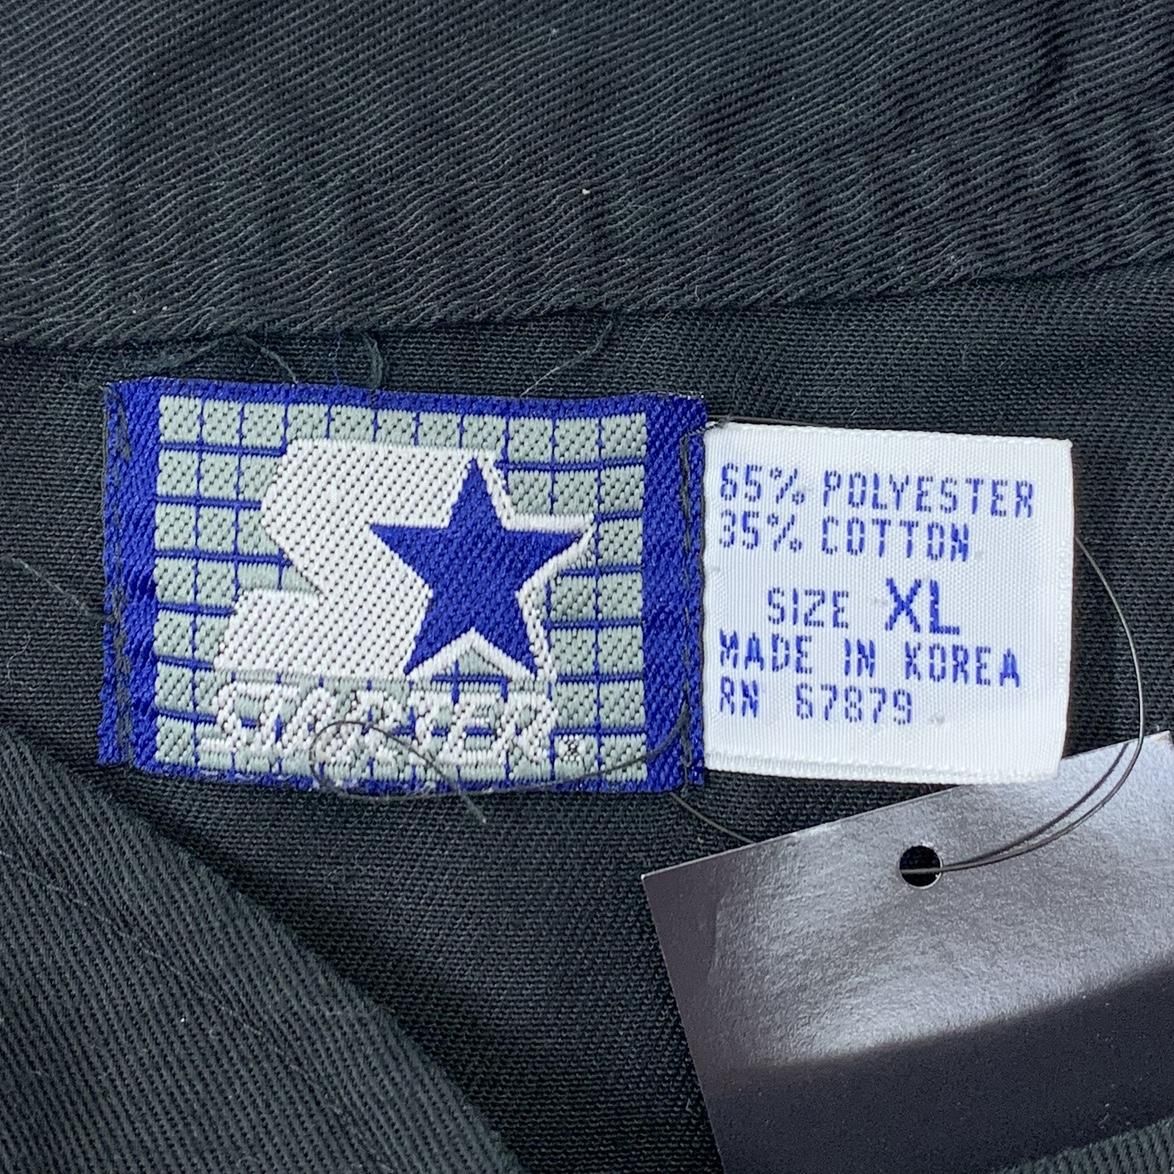 STARTER®
65% POLYESTER
35% COTTON
SIZE XL
MADE IN KOREA
RN 67879